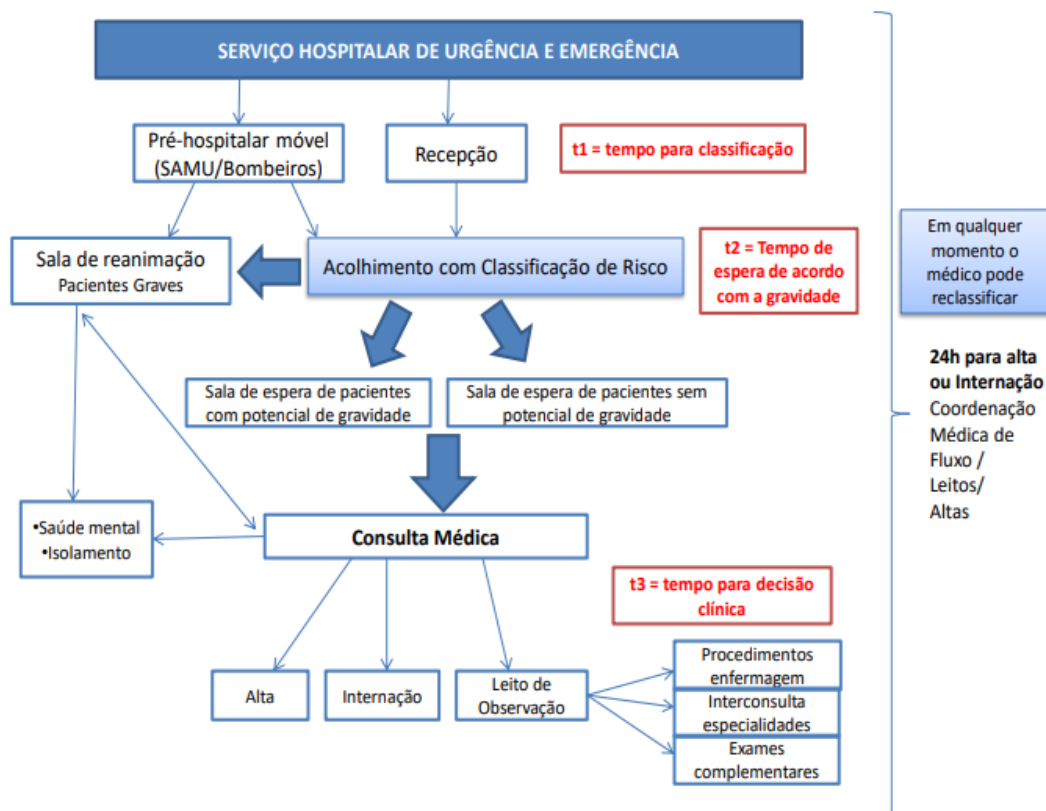 SERVIÇO HOSPITALAR DE URGÊNCIA E EMERGÊNCIA
Pré-hospitalar móvel
(SAMU/Bombeiros)
Recepção
t1 = tempo para classificação
Sala de reanimação
Pacientes Graves
Acolhimento com Classificação de Risco
t2 = Tempo de
espera de acordo
com a gravidade
Em qualquer
momento o
médico pode
reclassificar
Sala de espera de pacientes
com potencial de gravidade
Sala de espera de pacientes sem
potencial de gravidade
24h para alta
ou Internação
Coordenação
Médica de
Fluxo /
Leitos/
Altas
•Saúde mental
•Isolamento
Consulta Médica
t3 = tempo para decisão
clínica
Alta
Internação
Leito de
Observação
Procedimentos
enfermagem
Interconsulta
especialidades
Exames
complementares